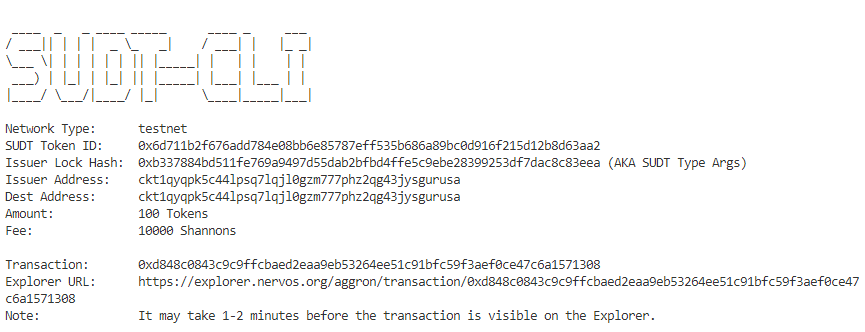 SUDT-CLI
Network Type: testnet
SUDT Token ID: 0x6d711b2f676add784e08bb6e85787eff535b686a89bc0d916f215d12b8d63aa2
Issuer Lock Hash: 0xb337884bd511fe769a9497d55dab2bfbd4ffe5c9ebe28399253df7dac8c83eea (AKA SUDT Type Args)
Issuer Address: ckt1qyqpk5c44lpsq7lqjl0gzm777phz2qg43jysgurusa
Dest Address: ckt1qyqpk5c44lpsq7lqjl0gzm777phz2qg43jysgurusa
Amount: 100 Tokens
Fee: 10000 Shannons
Transaction: 0xd848c0843c9c9ffcbaed2eaa9eb53264ee51c91bfc59f3aef0ce47c6a1571308
Explorer URL: https://explorer.nervos.org/aggron/transaction/0xd848c0843c9c9ffcbaed2eaa9eb53264ee51c91bfc59f3aef0ce47
c6a1571308
Note: It may take 1-2 minutes before the transaction is visible on the Explorer.